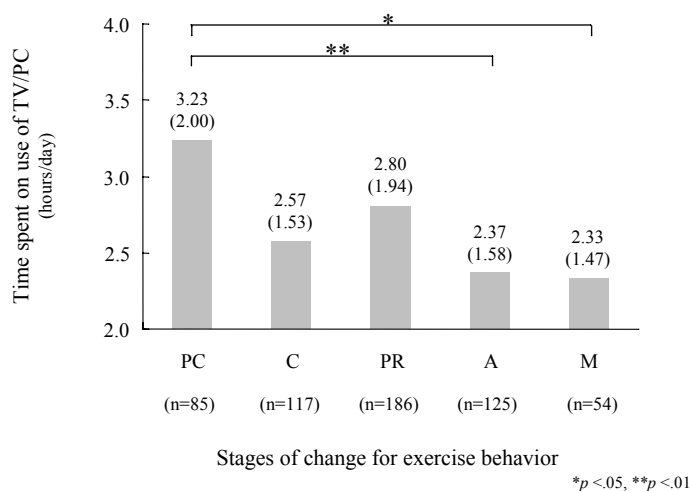 4.0
3.5
3.0
2.5
2.0
Time spent on use of TV/PC
(hours/day)
*
**
3.23
(2.00)
2.57
(1.53)
2.80
(1.94)
2.37
(1.58)
2.33
(1.47)
PC C PR A M
(n=85) (n=117) (n=186) (n=125) (n=54)
Stages of change for exercise behavior
*p <.05, **p <.01